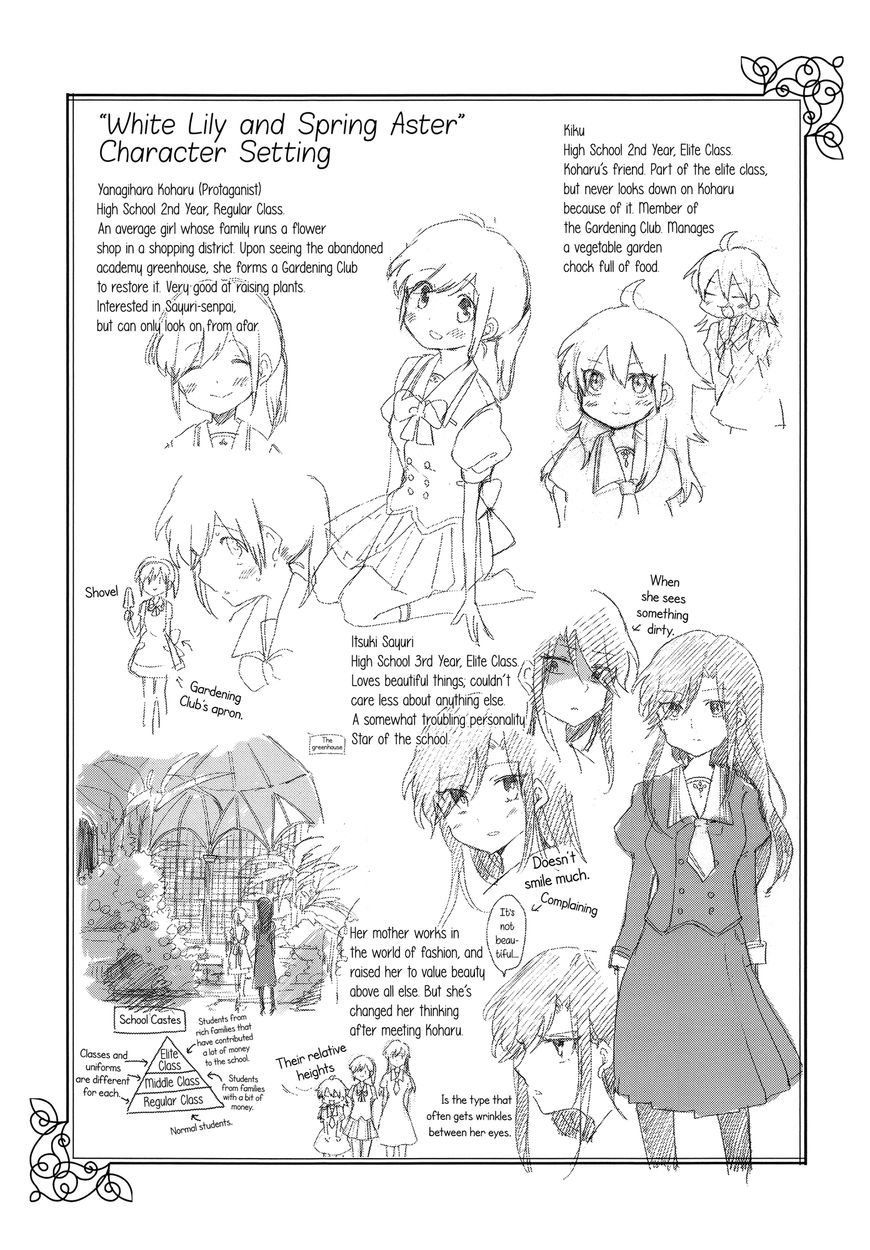 "White Lily and Spring Aster"
Character Setting
Yanagihara Koharu (Protaganist)
High School 2nd Year, Regular Class.
An average girl whose family runs a flower
shop in a shopping district. Upon seeing the abandoned
academy greenhouse, she forms a Gardening Club
to restore it. Very good at raising plants.
Interested in Sayuri-senpai,
but can only look on from afar.
Kiku
High School 2nd Year, Elite Class.
Koharu's friend. Part of the elite class,
but never looks down on Koharu
because of it. Member of
the Gardening Club. Manages
a vegetable garden
chock full of food.
Shovel
Gardening
Club's apron.
Itsuki Sayuri
High School 3rd Year, Elite Class.
Loves beautiful things; couldn't
care less about anything else.
A somewhat troubling personality.
Star of the school.
When
she sees
something
dirty.
The
greenhouse
Doesn't
smile much.
Complaining
It's
not
beau-
tiful...
Her mother works in
the world of fashion, and
raised her to value beauty
above all else. But she's
changed her thinking
after meeting Koharu.
School Castes
Students from
rich families that
have contributed
a lot of money
to the school.
Classes and
uniforms
are different
for each.
Elite
Class
Middle Class
Regular Class
Students
from families
with a bit of
money.
Normal students.
Their relative
heights
Is the type that
often gets wrinkles
between her eyes.